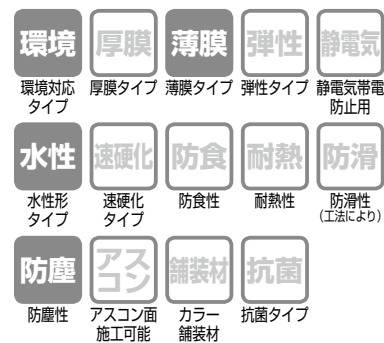 環境 厚膜 薄膜 弾性 静電気
環境対応 厚膜タイプ 薄膜タイプ 弾性タイプ 静電気帯電
タイプ 防止用
水性 速硬化 防食 耐熱 防滑
水性形 速硬化 防食性 耐熱性 防滑性
タイプ タイプ (工法により)
防塵 アス 舗装材 抗菌
コン
防塵性 アスコン面 カラー 抗菌タイプ
施工可能 舗装材